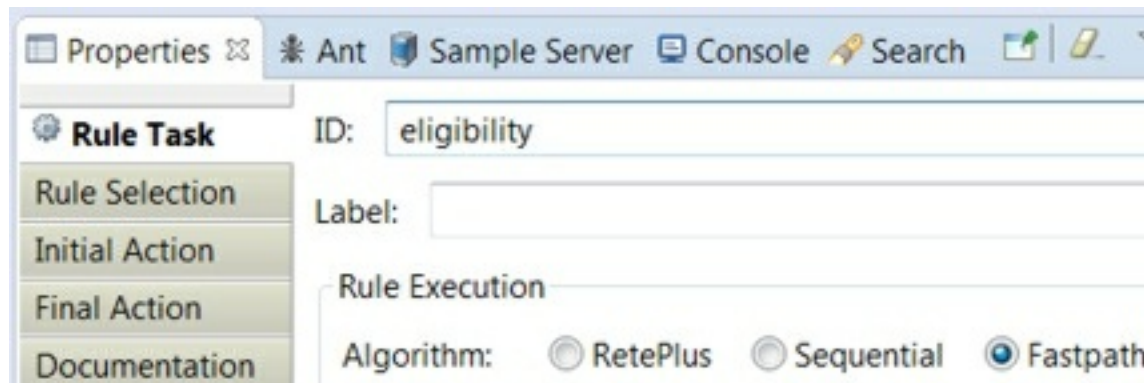 Properties Ant Sample Server Console Search
Rule Task
ID: eligibility
Rule Selection
Label:
Initial Action
Rule Execution
Final Action
Algorithm: RetePlus Sequential Fastpath
Documentation